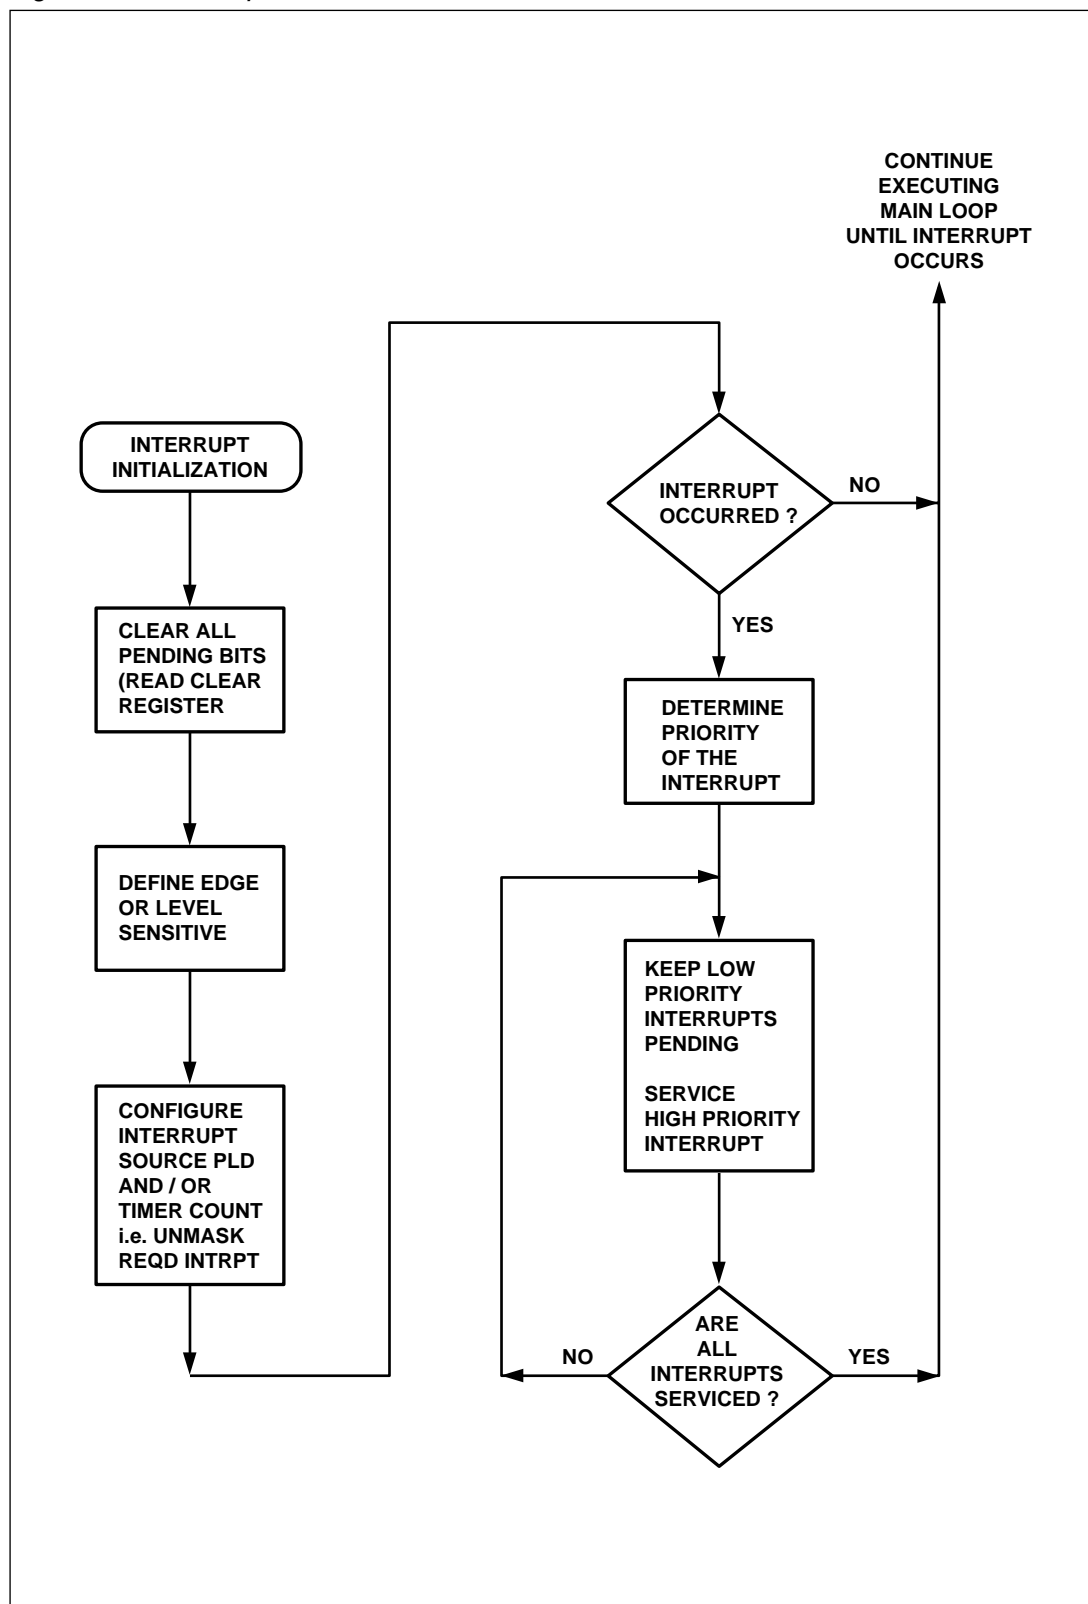 INTERRUPT
INITIALIZATION
CLEAR ALL
PENDING BITS
(READ CLEAR
REGISTER
DEFINE EDGE
OR LEVEL
SENSITIVE
CONFIGURE
INTERRUPT
SOURCE PLD
AND / OR
TIMER COUNT
i.e. UNMASK
REQD INTRPT
INTERRUPT
OCCURRED ?
NO
YES
CONTINUE
EXECUTING
MAIN LOOP
UNTIL INTERRUPT
OCCURS
DETERMINE
PRIORITY
OF THE
INTERRUPT
KEEP LOW
PRIORITY
INTERRUPTS
PENDING
SERVICE
HIGH PRIORITY
INTERRUPT
ARE
ALL
INTERRUPTS
SERVICED ?
NO
YES